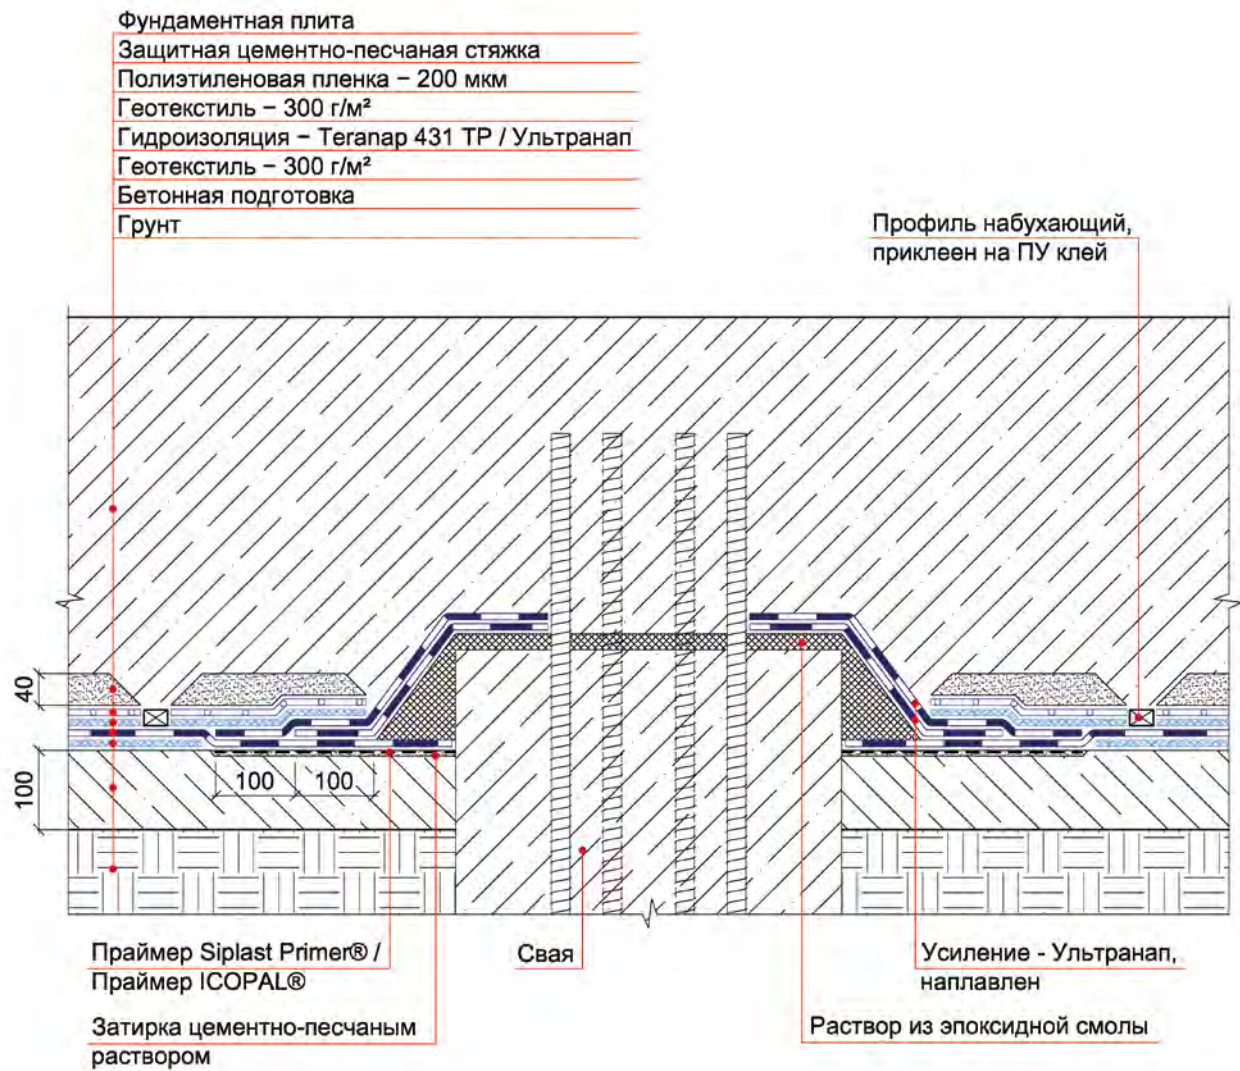 Фундаментная плита
Защитная цементно-песчаная стяжка
Полиэтиленовая пленка – 200 мкм
Геотекстиль – 300 г/м²
Гидроизоляция – Teranap 431 TP / Ультранап
Геотекстиль – 300 г/м²
Бетонная подготовка
Грунт
Профиль набухающий,
приклеен на ПУ клей
40
100
100
100
Праймер Siplast Primer® /
Праймер ICOPAL®
Затирка цементно-песчаным
раствором
Свая
Усиление - Ультранап,
наплавлен
Раствор из эпоксидной смолы